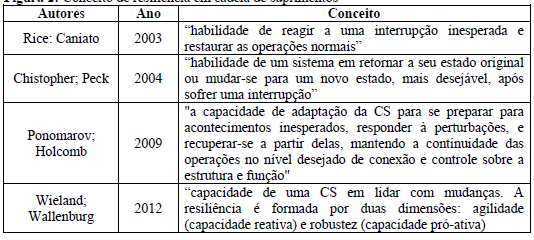 Figura 2: Conceito de resiliência em cadeia de suprimentos
Autores Ano Conceito
Rice: Caniato 2003 “habilidade de reagir a uma interrupção inesperada e
restaurar as operações normais”
Chistopher; Peck 2004 “habilidade de um sistema em retornar a seu estado original
ou mudar-se para um novo estado, mais desejável, após
sofrer uma interrupção”
Ponomarov;
Holcomb 2009 "a capacidade de adaptação da CS para se preparar para
acontecimentos inesperados, responder à perturbações, e
recuperar-se a partir delas, mantendo a continuidade das
operações no nível desejado de conexão e controle sobre a
estrutura e função"
Wieland;
Wallenburg 2012 “capacidade de uma CS em lidar com mudanças. A
resiliência é formada por duas dimensões: agilidade
(capacidade reativa) e robustez (capacidade pró-ativa)